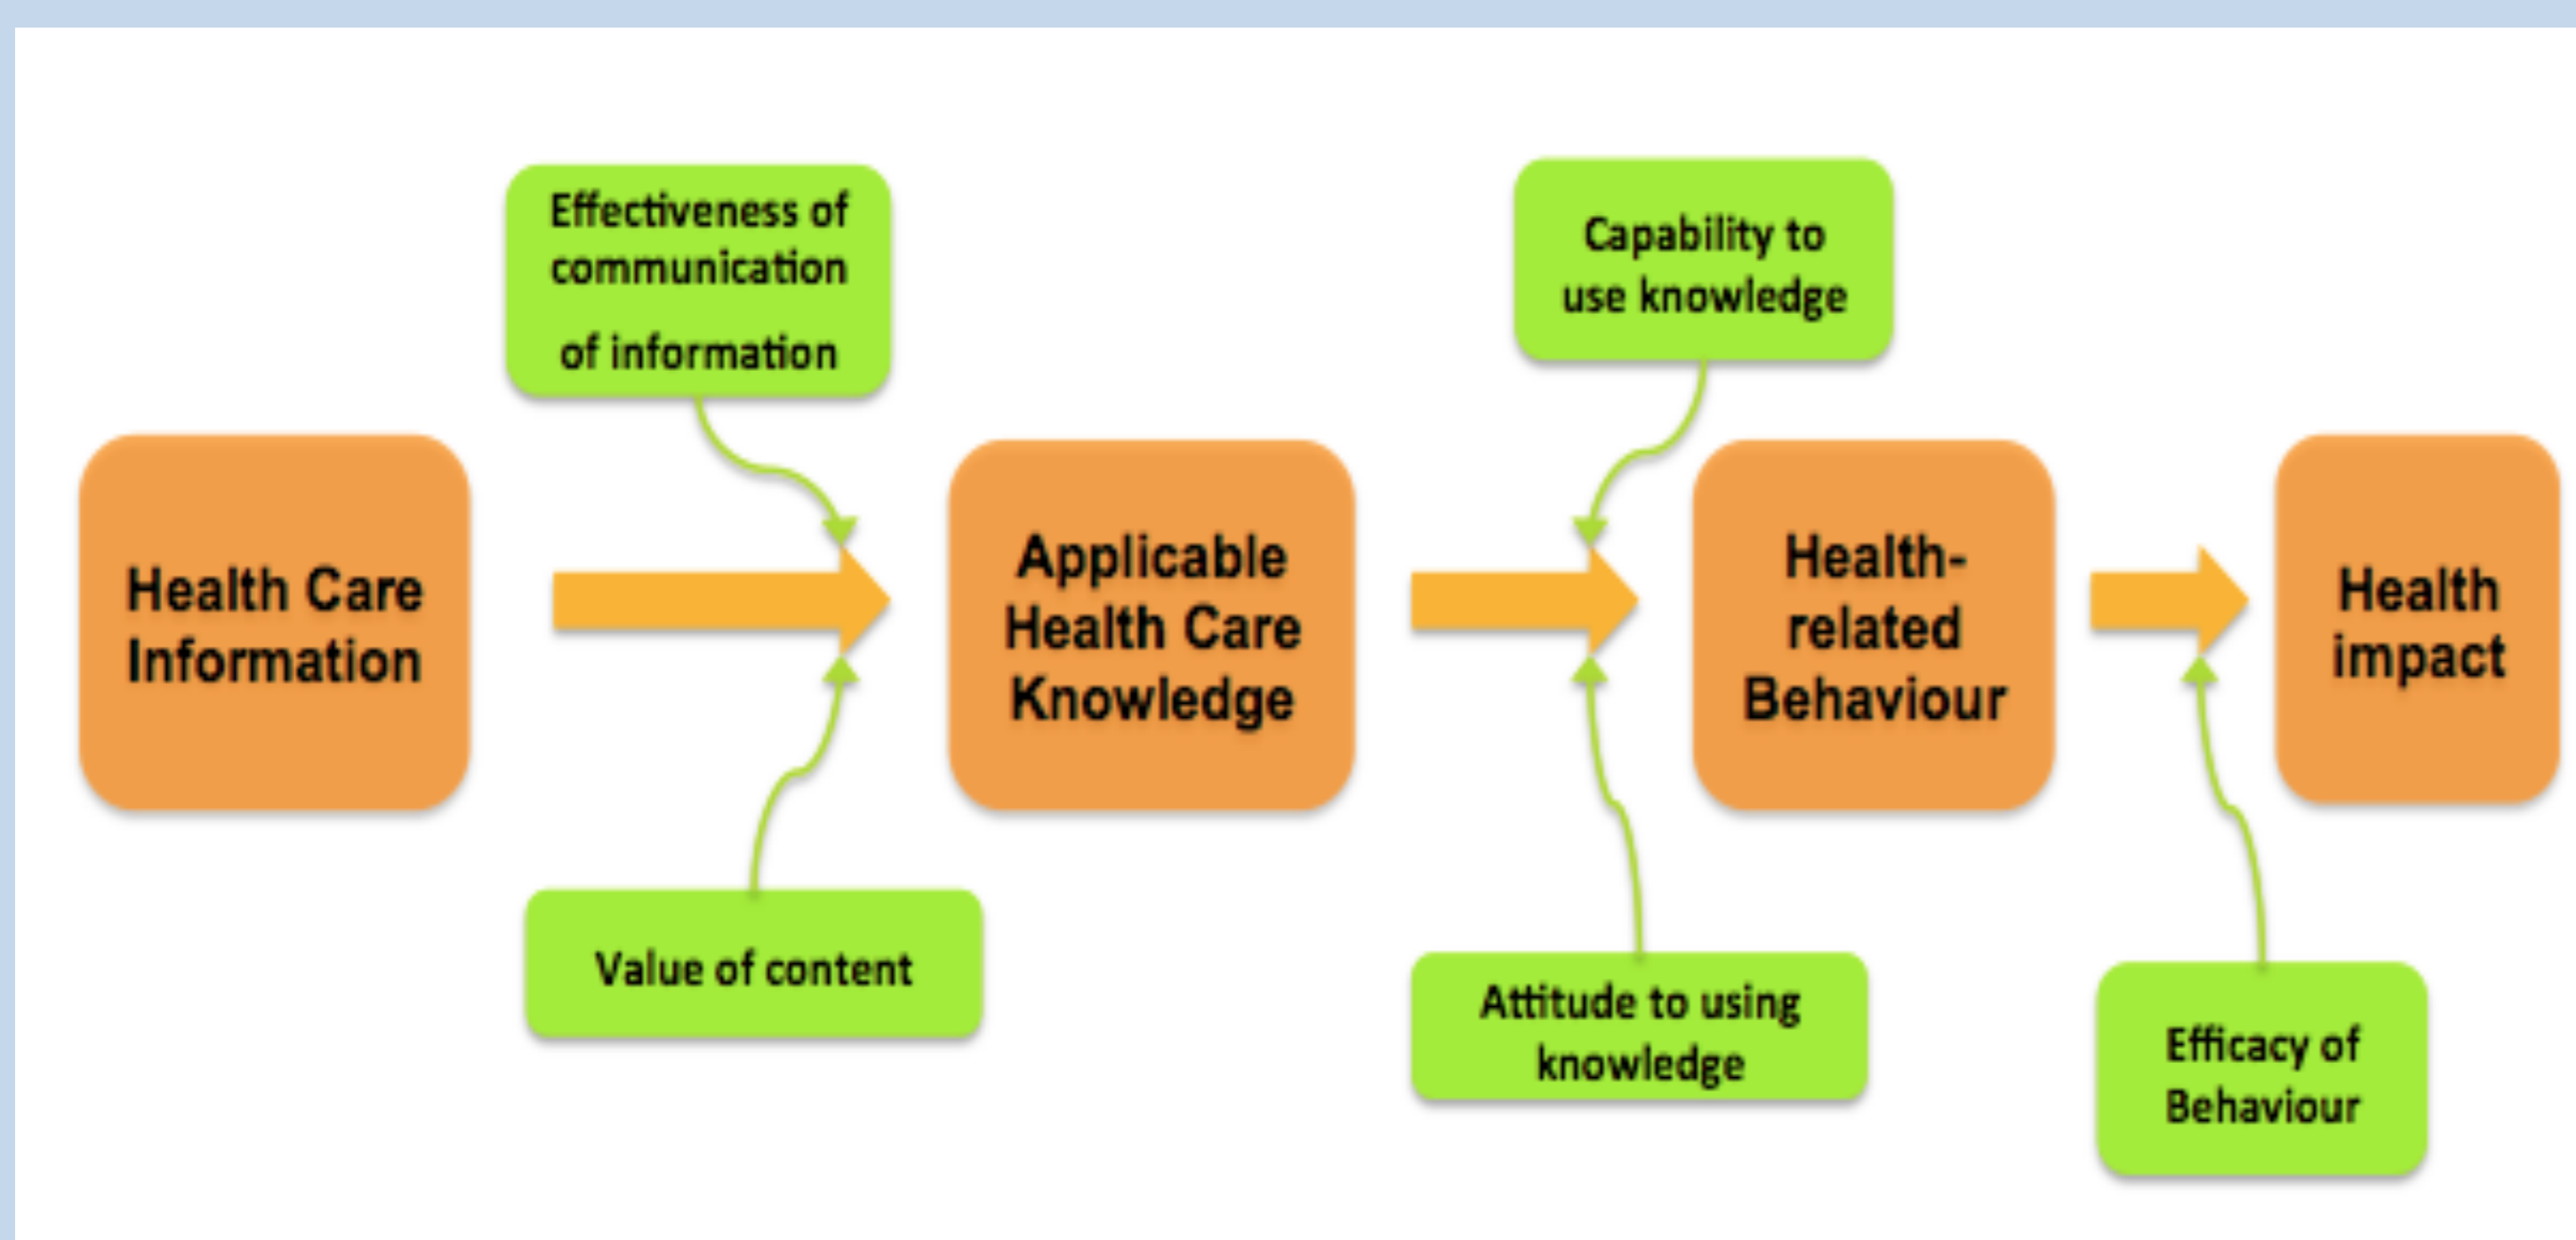 Effectiveness of
communication
of information
Capability to
use knowledge
Health Care
Information
Applicable
Health Care
Knowledge
Health-
related
Behaviour
Health
impact
Value of content
Attitude to using
knowledge
Efficacy of
Behaviour